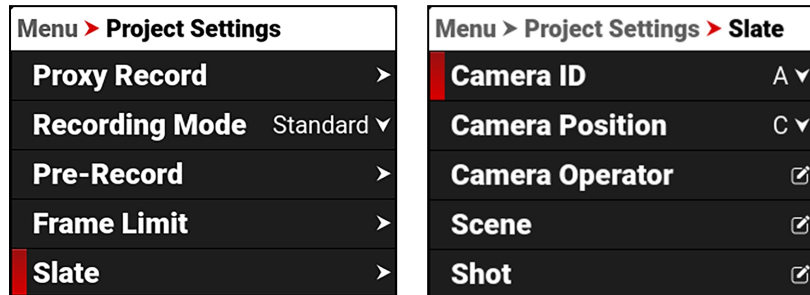 Menu > Project Settings
Proxy Record >
Recording Mode Standard
Pre-Record >
Frame Limit >
Slate >
Menu > Project Settings > Slate
Camera ID A
Camera Position C
Camera Operator
Scene
Shot